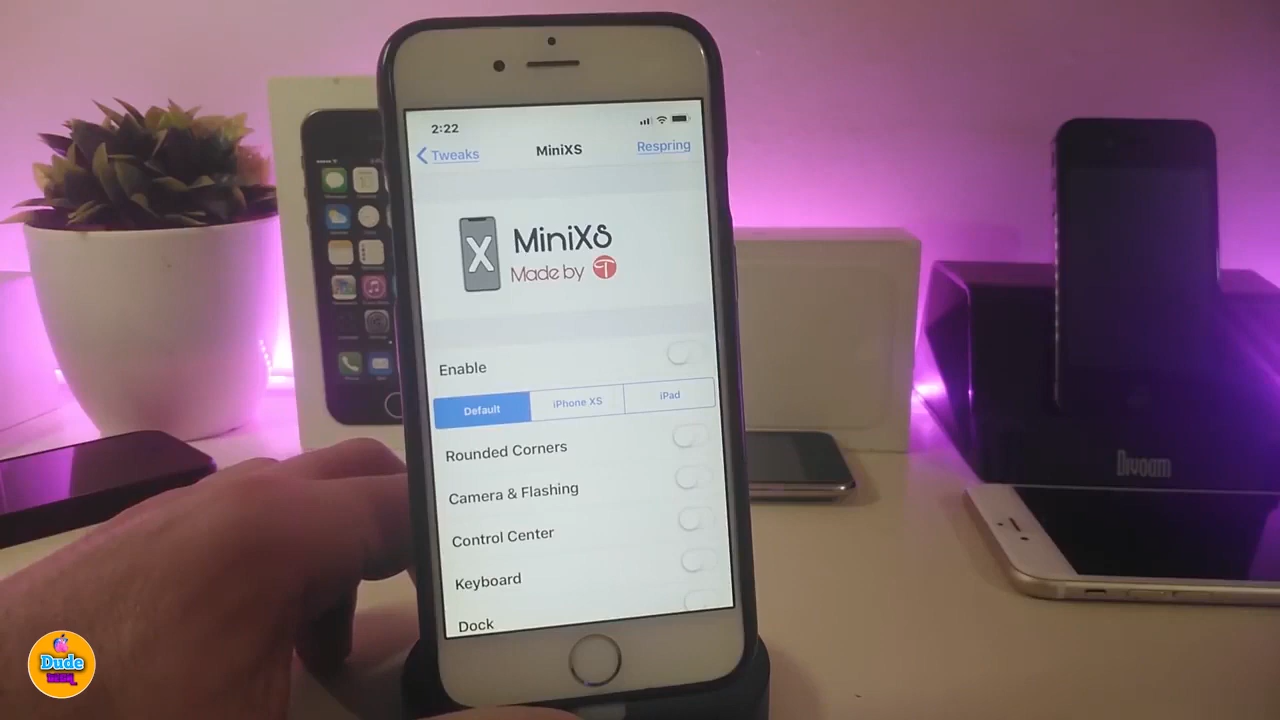 2:22
Tweaks
MiniXS
Respring
X
MiniXS
Made by T
Enable
Default
iPhone XS
iPad
Rounded Corners
Camera & Flashing
Control Center
Keyboard
Dock
Divoam
Dude